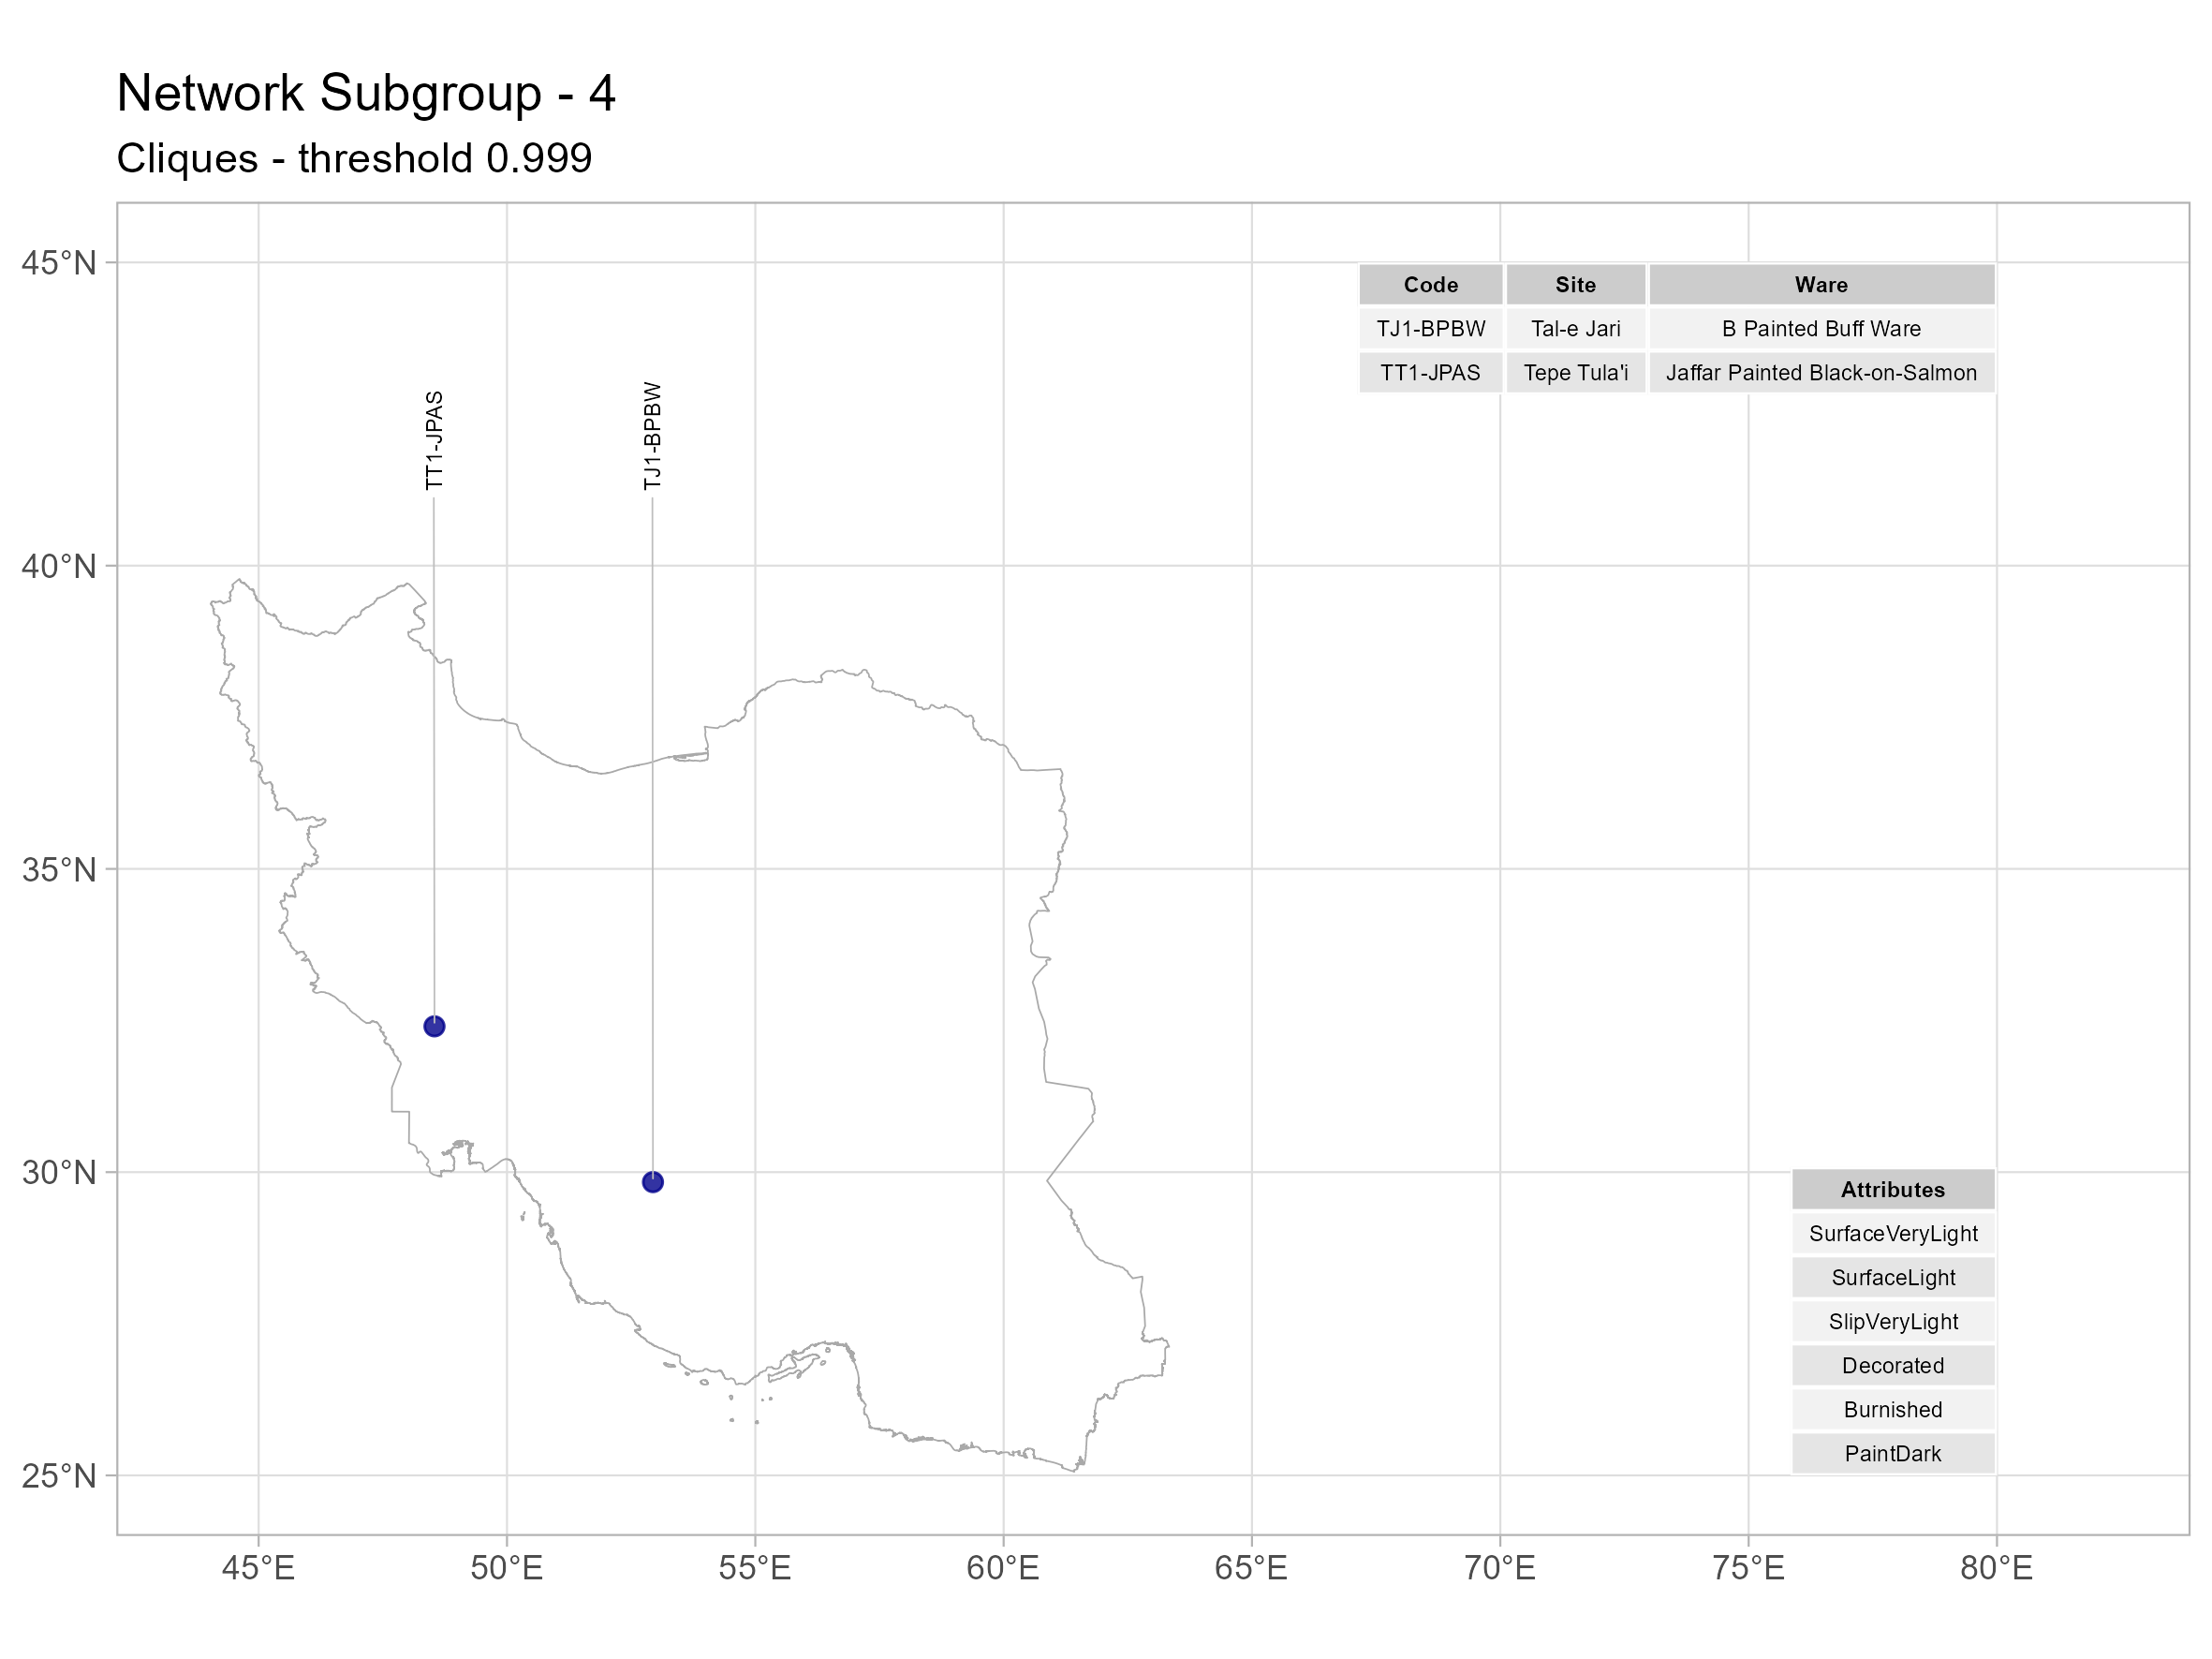 Network Subgroup - 4
Cliques - threshold 0.999
45°N
40°N
35°N
30°N
25°N
Code Site Ware
TJ1-BPBW Tal-e Jari B Painted Buff Ware
TT1-JPAS Tepe Tula'i Jaffar Painted Black-on-Salmon
TT1-JPAS
TJ1-BPBW
Attributes
SurfaceVeryLight
SurfaceLight
SlipVeryLight
Decorated
Burnished
PaintDark
45°E 50°E 55°E 60°E 65°E 70°E 75°E 80°E